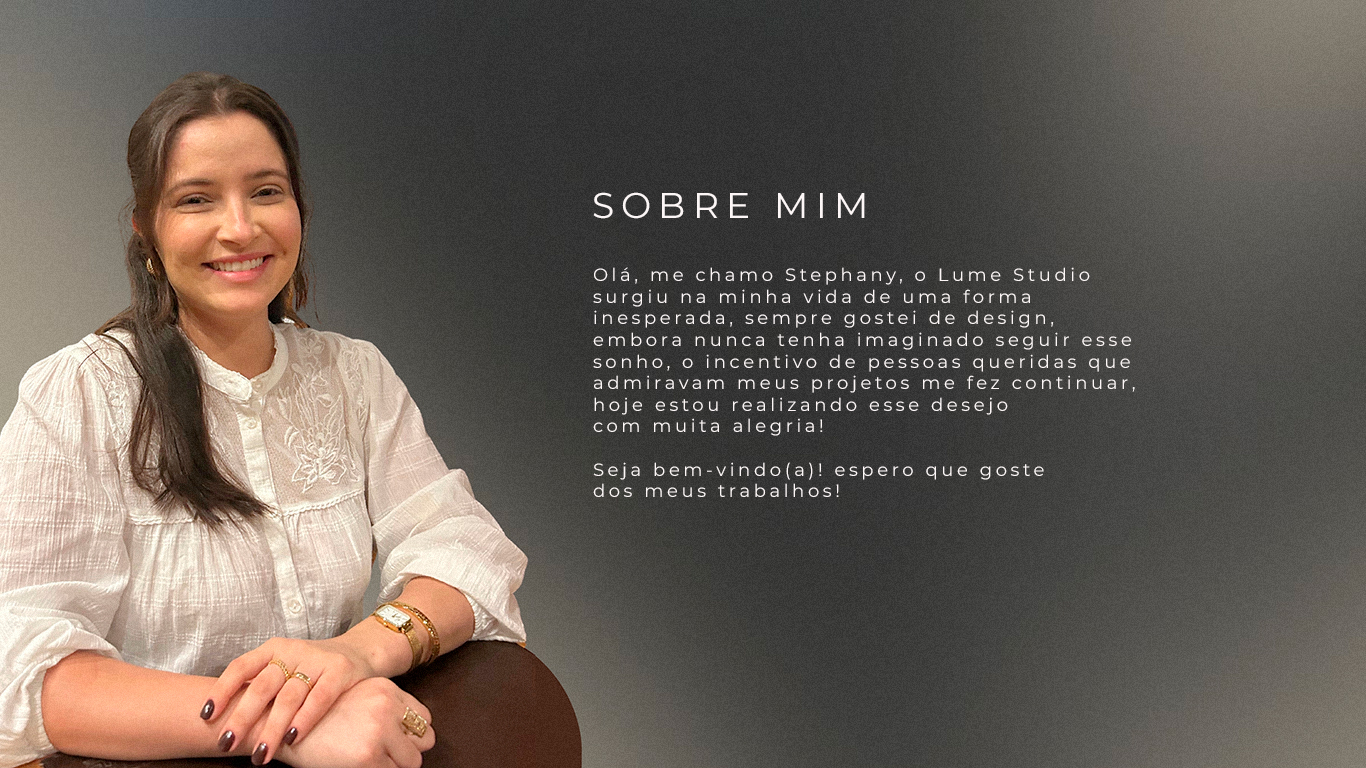 SOBRE MIM
Olá, me chamo Stephany, o Lume Studio
surgiu na minha vida de uma forma
inesperada, sempre gostei de design,
embora nunca tenha imaginado seguir esse
sonho, o incentivo de pessoas queridas que
admiravam meus projetos me fez continuar,
hoje estou realizando esse desejo
com muita alegria!
Seja bem-vindo(a)! espero que goste
dos meus trabalhos!